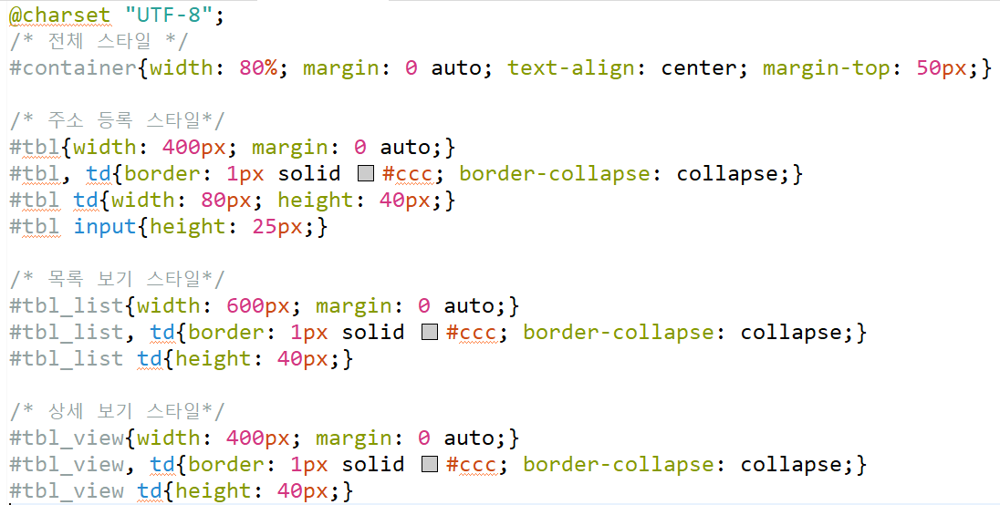 @charset "UTF-8";
/* 전체 스타일 */
#container{width: 80%; margin: 0 auto; text-align: center; margin-top: 50px;}
/* 주소 등록 스타일*/
#tbl{width: 400px; margin: 0 auto;}
#tbl, td{border: 1px solid #ccc; border-collapse: collapse;}
#tbl td{width: 80px; height: 40px;}
#tbl input{height: 25px;}
/* 목록 보기 스타일*/
#tbl_list{width: 600px; margin: 0 auto;}
#tbl_list, td{border: 1px solid #ccc; border-collapse: collapse;}
#tbl_list td{height: 40px;}
/* 상세 보기 스타일*/
#tbl_view{width: 400px; margin: 0 auto;}
#tbl_view, td{border: 1px solid #ccc; border-collapse: collapse;}
#tbl_view td{height: 40px;}